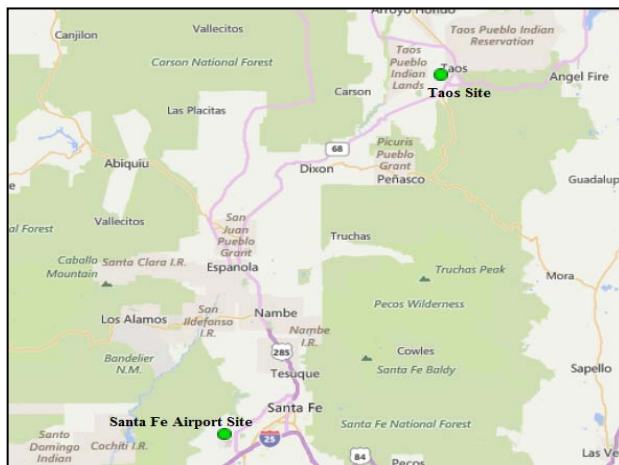 Arroyo Hondo
Vallecitos
Canjilon
Taos Pueblo Indian
Reservation
Taos
Pueblo
Indian
Lands
Taos
Carson National Forest
Angel Fire
Carson
Taos Site
Las Placitas
68
Picuris
Pueblo
Grant
Dixon
Abiquiu
Peñasco
Guadalup
San
Juan
Pueblo
Grant
Vallecitos
al Forest
Truchas
Caballo
Mountain
Santa Clara I.R.
Espanola
Truchas Peak
Mora
San
Ildefonso
I.R.
Pecos Wilderness
Los Alamos
Nambe
Nambe
I.R.
Bandelier
N.M.
285
Cowles
Tesuque
Santa Fe Baldy
Sapello
Santa Fe Airport Site
Santa Fe
Santa Fe National Forest
Santo
Domingo
Indian
Cochiti I.R.
25
84
Pecos
Las Ve